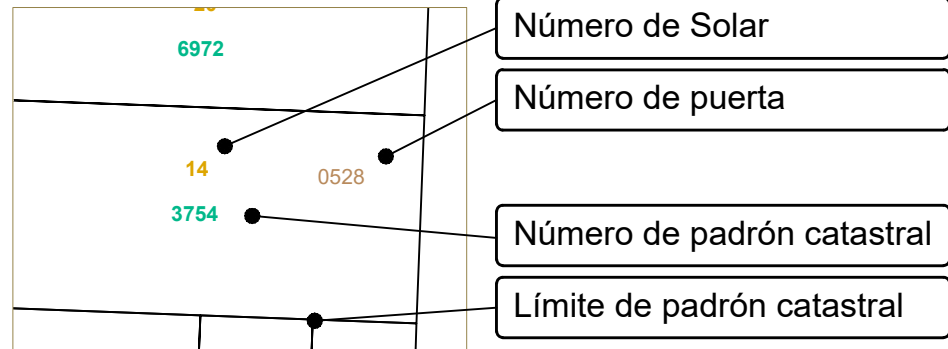 6972
14
3754
0528
Número de Solar
Número de puerta
Número de padrón catastral
Límite de padrón catastral